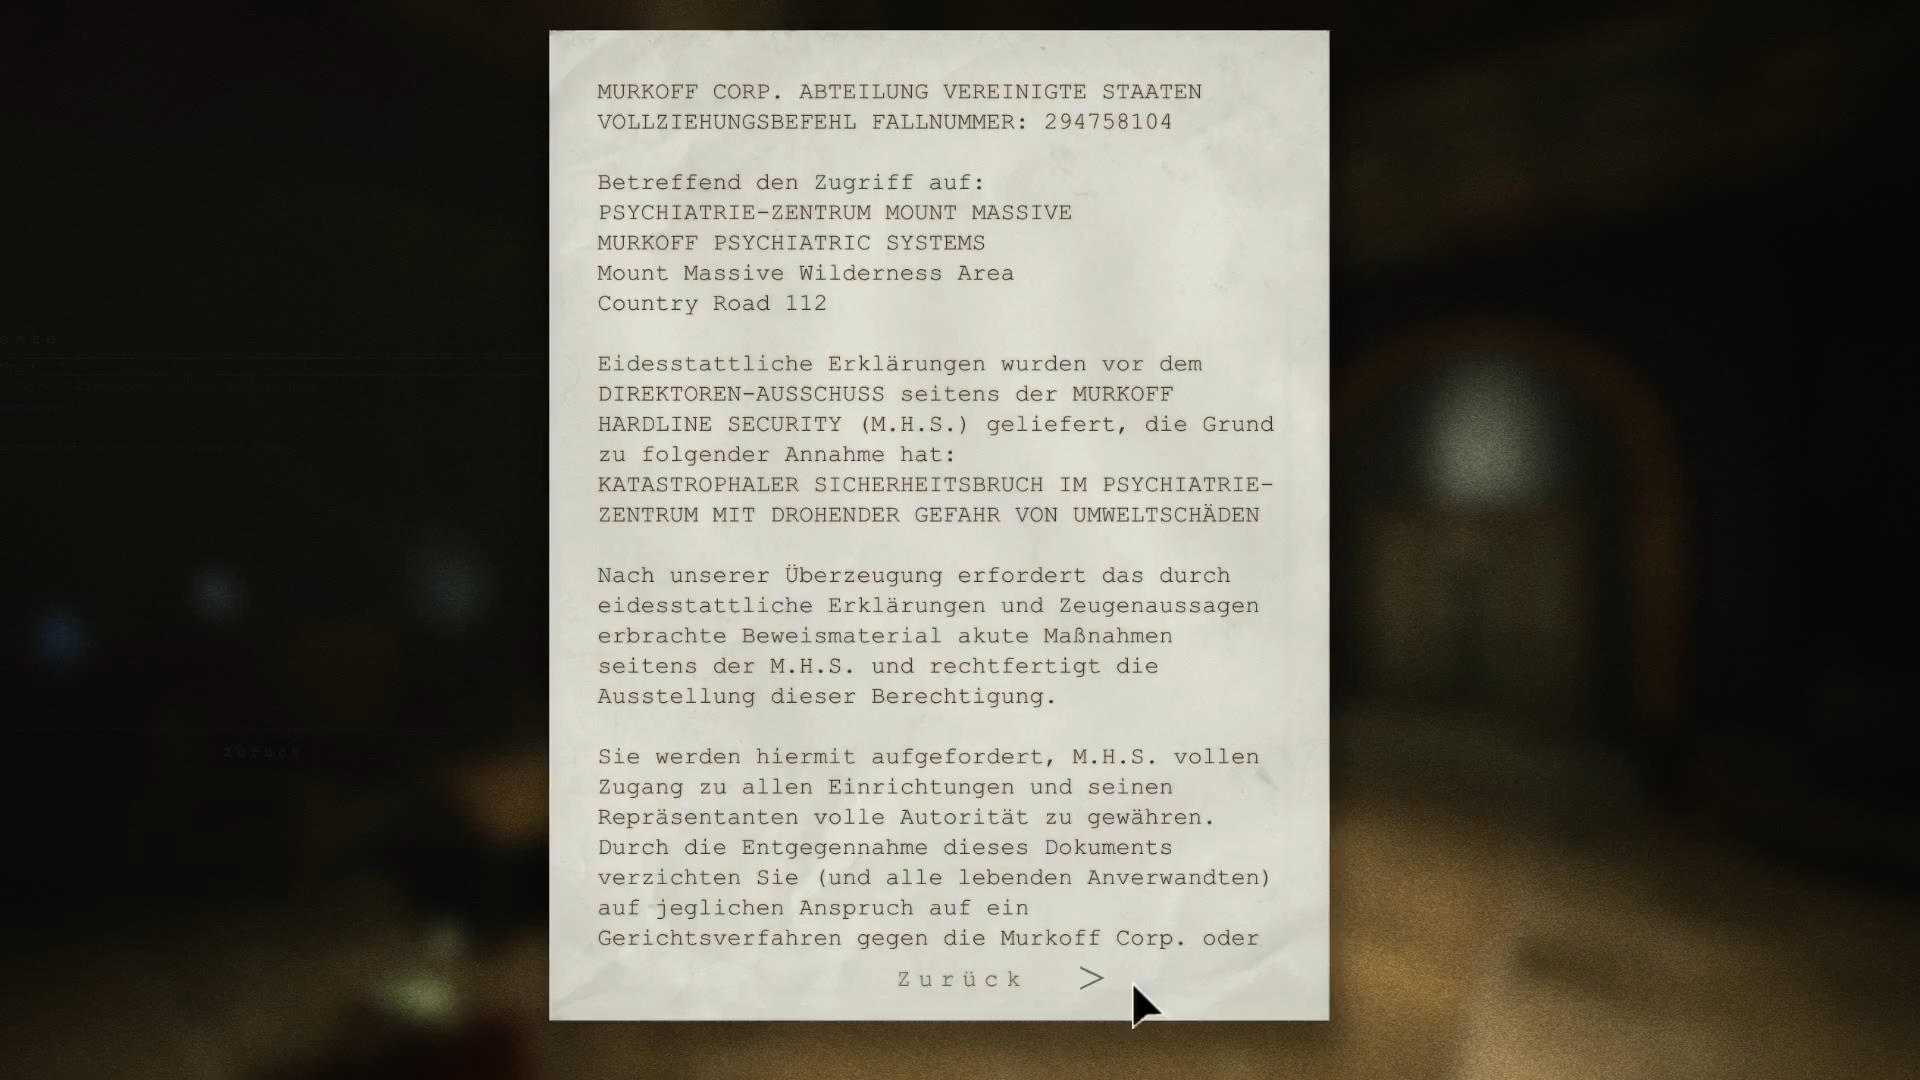 MURKOFF CORP. ABTEILUNG VEREINIGTE STAATEN
VOLLZIEHUNGSBEFEHL FALLNUMMER: 294758104
Betreffend den Zugriff auf:
PSYCHIATRIE-ZENTRUM MOUNT MASSIVE
MURKOFF PSYCHIATRIC SYSTEMS
Mount Massive Wilderness Area
Country Road 112
Eidesstattliche Erklärungen wurden vor dem
DIREKTOREN-AUSSCHUSS seitens der MURKOFF
HARDLINE SECURITY (M.H.S.) geliefert, die Grund
zu folgender Annahme hat:
KATASTROPHALER SICHERHEITSBRUCH IM PSYCHIATRIE-
ZENTRUM MIT DROHENDER GEFAHR VON UMWELTSCHÄDEN
Nach unserer Überzeugung erfordert das durch
eidesstattliche Erklärungen und Zeugenaussagen
erbrachte Beweismaterial akute Maßnahmen
seitens der M.H.S. und rechtfertigt die
Ausstellung dieser Berechtigung.
Sie werden hiermit aufgefordert, M.H.S. vollen
Zugang zu allen Einrichtungen und seinen
Repräsentanten volle Autorität zu gewähren.
Durch die Entgegennahme dieses Dokuments
verzichten Sie (und alle lebenden Anverwandten)
auf jeglichen Anspruch auf ein
Gerichtsverfahren gegen die Murkoff Corp. oder
Zurück >
Zurück